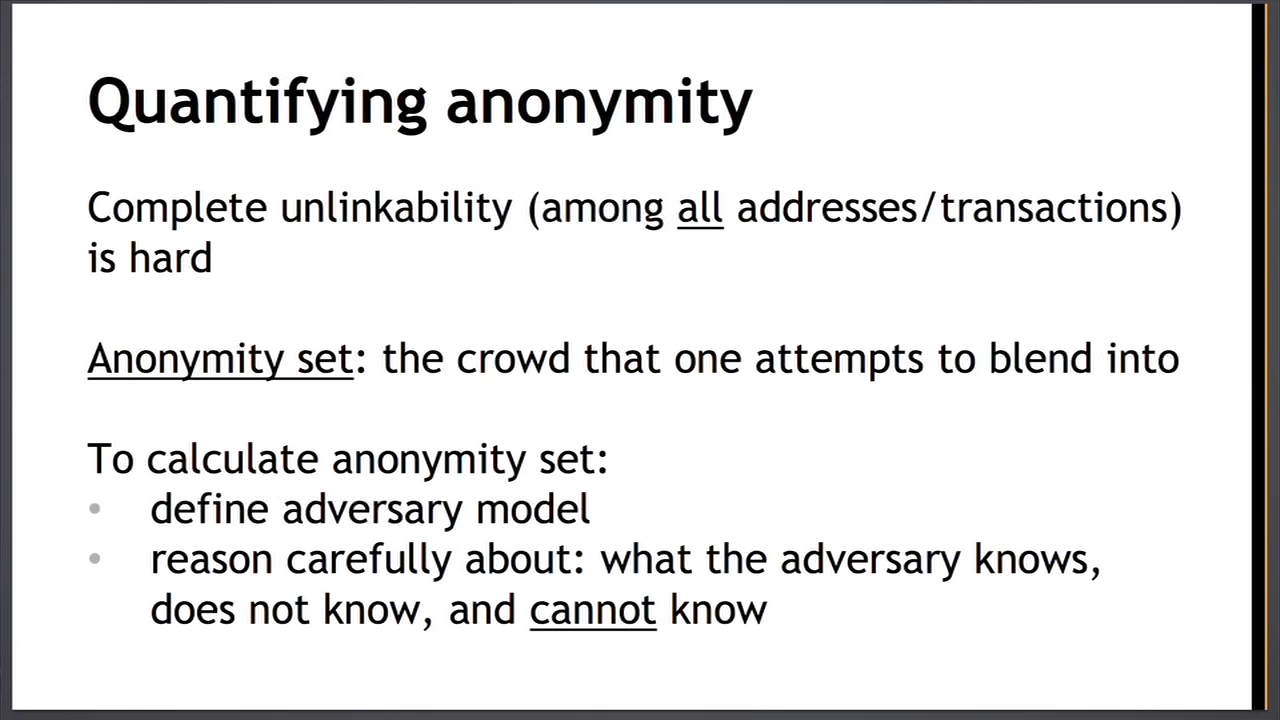 Quantifying anonymity
Complete unlinkability (among all addresses/transactions)
is hard
Anonymity set: the crowd that one attempts to blend into
To calculate anonymity set:
• define adversary model
• reason carefully about: what the adversary knows,
does not know, and cannot know